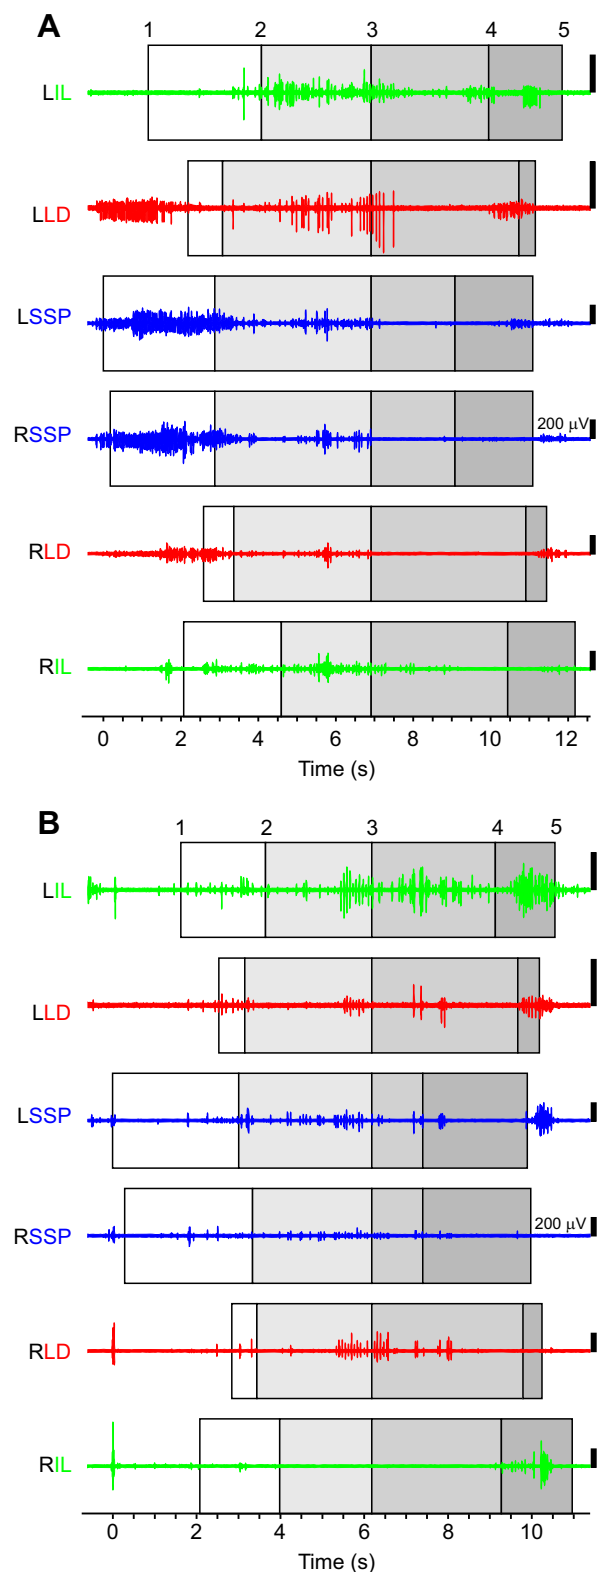 A
1 2 3 4 5
LIL
LLD
LSSP
RSSP
200 µV
RLD
RIL
0 2 4 6 8 10 12
Time (s)
B
1 2 3 4 5
LIL
LLD
LSSP
RSSP
200 µV
RLD
RIL
0 2 4 6 8 10
Time (s)